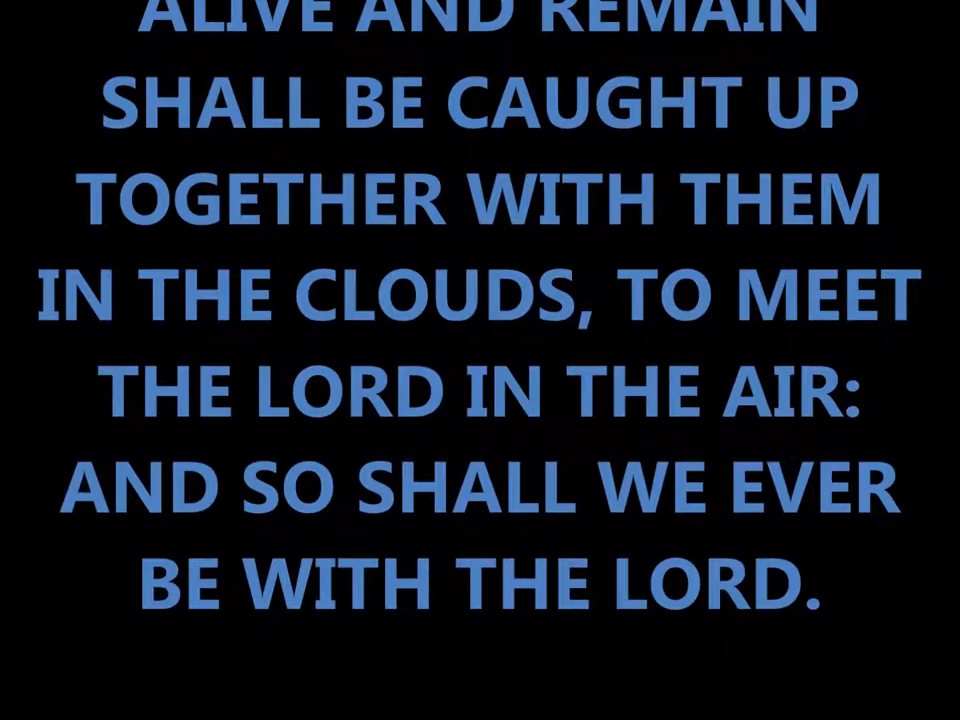 ALIVE AND REMAIN
SHALL BE CAUGHT UP
TOGETHER WITH THEM
IN THE CLOUDS, TO MEET
THE LORD IN THE AIR:
AND SO SHALL WE EVER
BE WITH THE LORD.